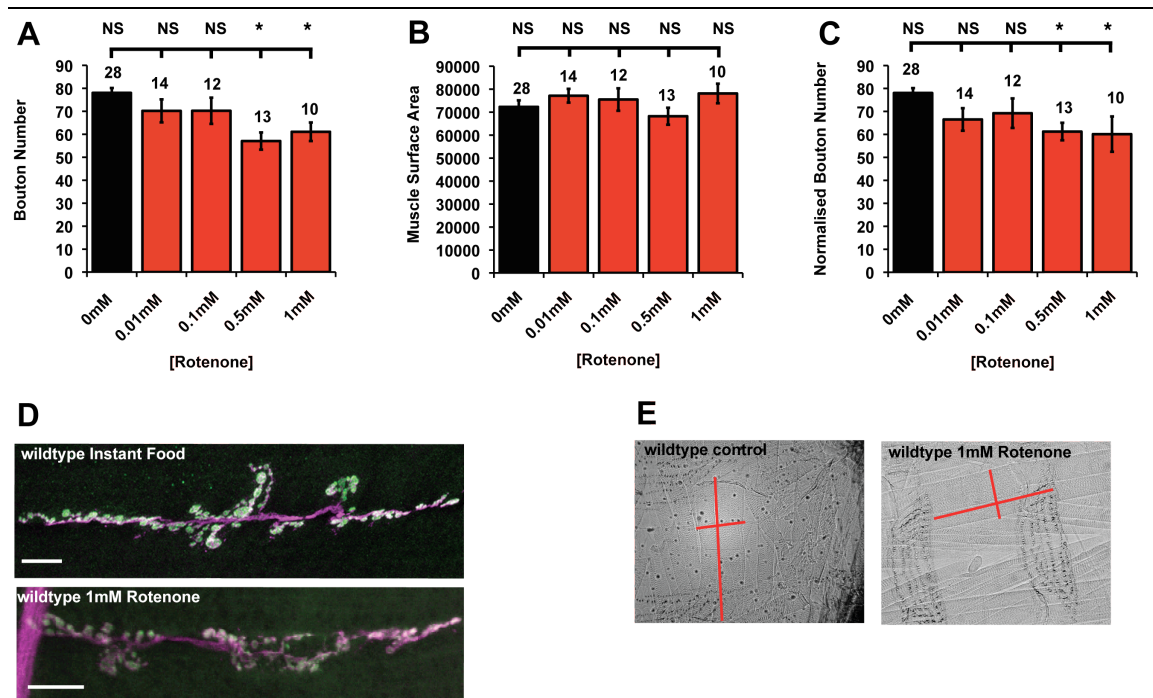 A
NS NS NS * *
28 14 12 13 10
Bouton Number
90
80
70
60
50
40
30
20
10
0
0mM 0.01mM 0.1mM 0.5mM 1mM
[Rotenone]
B
NS NS NS NS NS
28 14 12 13 10
Muscle Surface Area
90000
80000
70000
60000
50000
40000
30000
20000
10000
0
0mM 0.01mM 0.1mM 0.5mM 1mM
[Rotenone]
C
NS NS NS * *
28 14 12 13 10
Normalised Bouton Number
90
80
70
60
50
40
30
20
10
0
0mM 0.01mM 0.1mM 0.5mM 1mM
[Rotenone]
D
wildtype Instant Food
wildtype 1mM Rotenone
E
wildtype control
wildtype 1mM Rotenone